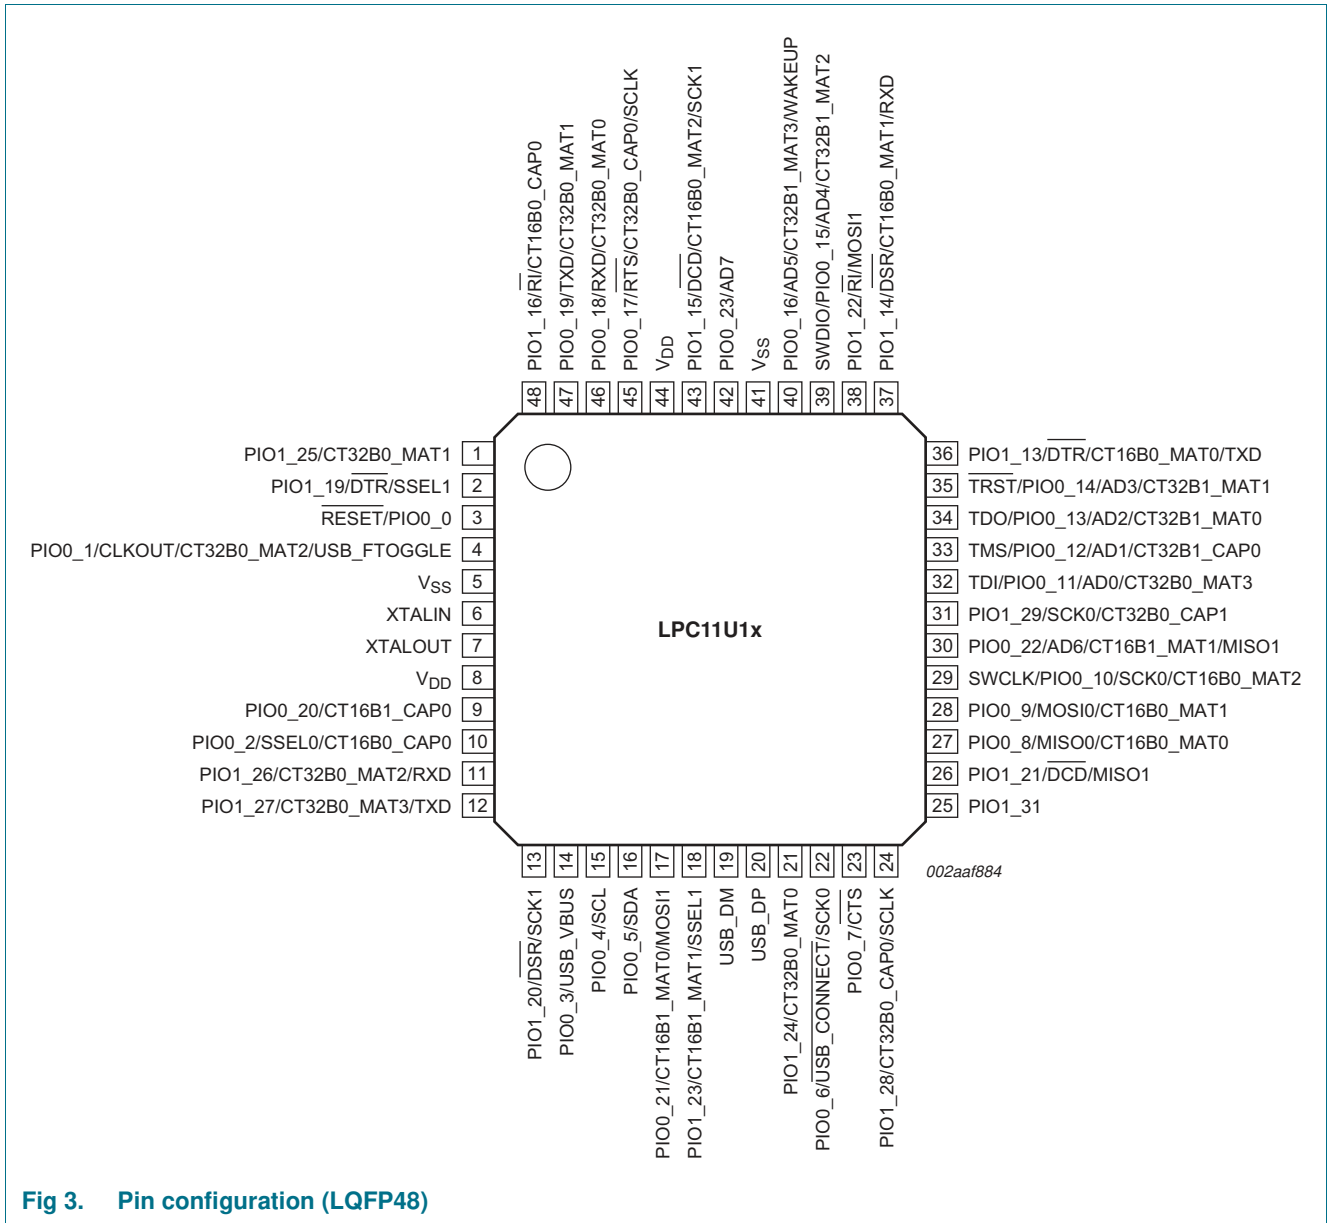 PIO1_16/RI/CT16B0_CAP0
PIO0_19/TXD/CT32B0_MAT1
PIO0_18/RXD/CT32B0_MAT0
PIO0_17/RTS/CT32B0_CAP0/SCLK
VDD
PIO1_15/DCD/CT16B0_MAT2/SCK1
PIO0_23/AD7
VSS
PIO0_16/AD5/CT32B1_MAT3/WAKEUP
SWDIO/PIO0_15/AD4/CT32B1_MAT2
PIO1_22/RI/MOSI1
PIO1_14/DSR/CT16B0_MAT1/RXD
48 47 46 45 44 43 42 41 40 39 38 37
PIO1_25/CT32B0_MAT1 1
PIO1_19/DTR/SSEL1 2
RESET/PIO0_0 3
PIO0_1/CLKOUT/CT32B0_MAT2/USB_FTOGGLE 4
VSS 5
XTALIN 6
XTALOUT 7
VDD 8
PIO0_20/CT16B1_CAP0 9
PIO0_2/SSEL0/CT16B0_CAP0 10
PIO1_26/CT32B0_MAT2/RXD 11
PIO1_27/CT32B0_MAT3/TXD 12
LPC11U1x
36 PIO1_13/DTR/CT16B0_MAT0/TXD
35 TRST/PIO0_14/AD3/CT32B1_MAT1
34 TDO/PIO0_13/AD2/CT32B1_MAT0
33 TMS/PIO0_12/AD1/CT32B1_CAP0
32 TDI/PIO0_11/AD0/CT32B0_MAT3
31 PIO1_29/SCK0/CT32B0_CAP1
30 PIO0_22/AD6/CT16B1_MAT1/MISO1
29 SWCLK/PIO0_10/SCK0/CT16B0_MAT2
28 PIO0_9/MOSI0/CT16B0_MAT1
27 PIO0_8/MISO0/CT16B0_MAT0
26 PIO1_21/DCD/MISO1
25 PIO1_31
13 14 15 16 17 18 19 20 21 22 23 24
PIO1_20/DSR/SCK1
PIO0_3/USB_VBUS
PIO0_4/SCL
PIO0_5/SDA
PIO0_21/CT16B1_MAT0/MOSI1
PIO1_23/CT16B1_MAT1/SSEL1
USB_DM
USB_DP
PIO1_24/CT32B0_MAT0
PIO0_6/USB_CONNECT/SCK0
PIO0_7/CTS
PIO1_28/CT32B0_CAP0/SCLK
002aaf884
Fig 3. Pin configuration (LQFP48)